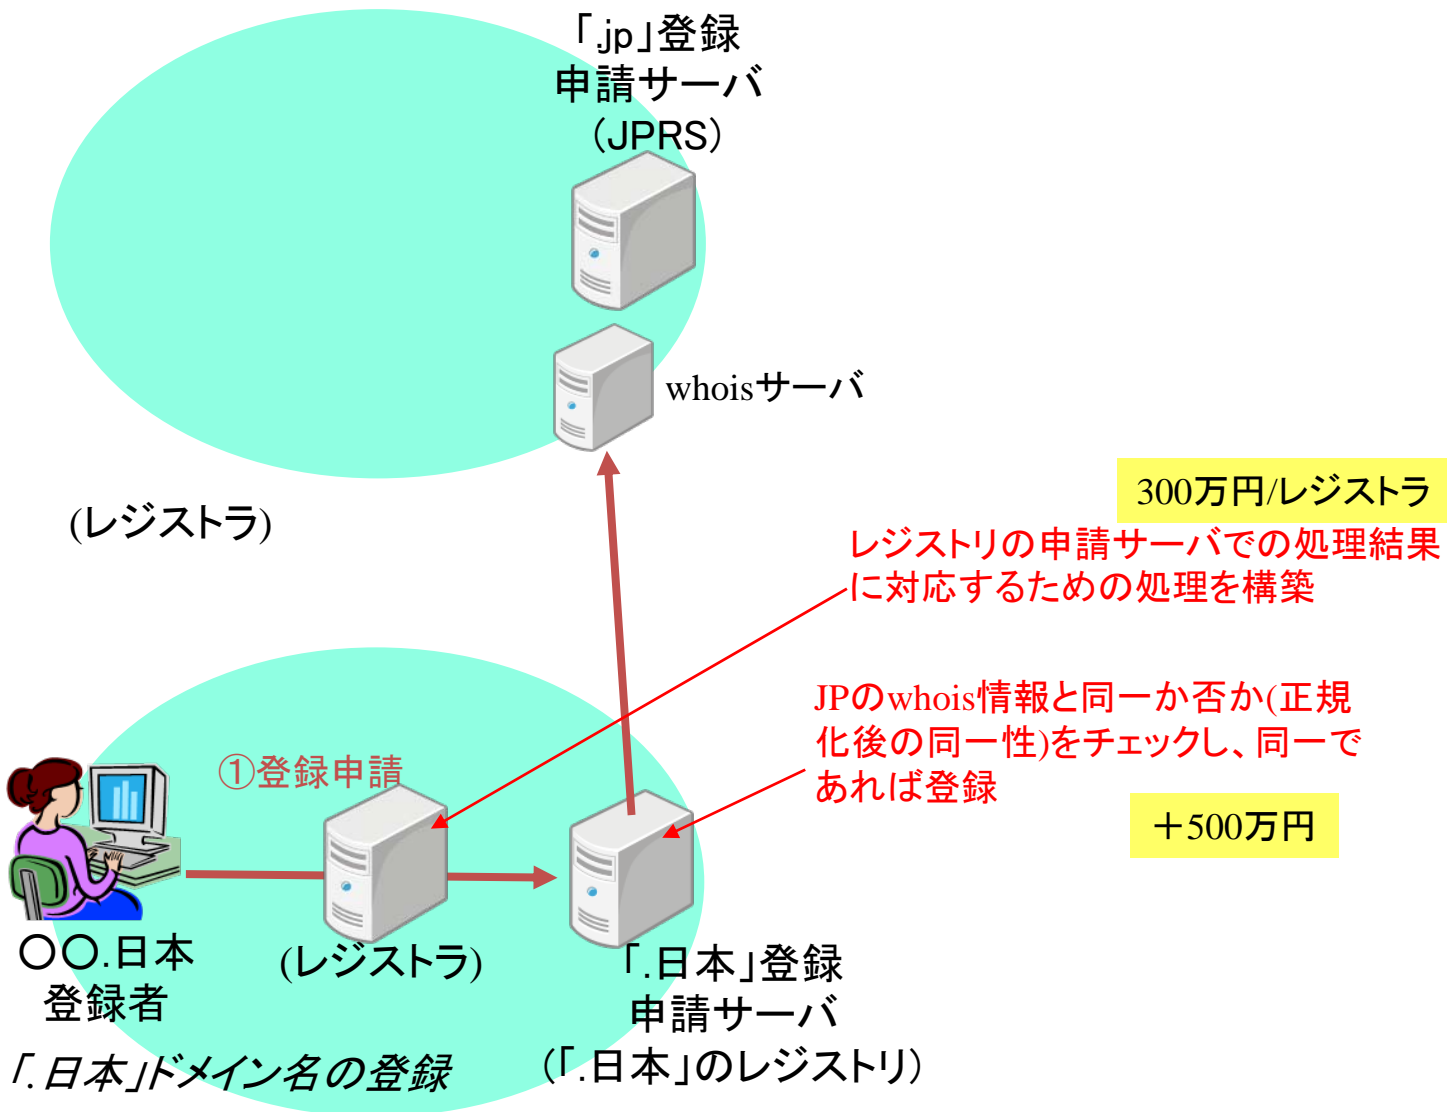 「.jp」登録
申請サーバ
（JPRS）
whoisサーバ
(レジストラ)
300万円/レジストラ
レジストリの申請サーバでの処理結果
に対応するための処理を構築
JPのwhois情報と同一か否か(正規
化後の同一性)をチェックし、同一で
あれば登録
＋500万円
①登録申請
〇〇.日本
登録者
(レジストラ)
「.日本」登録
申請サーバ
（「.日本」のレジストリ）
「.日本」ドメイン名の登録